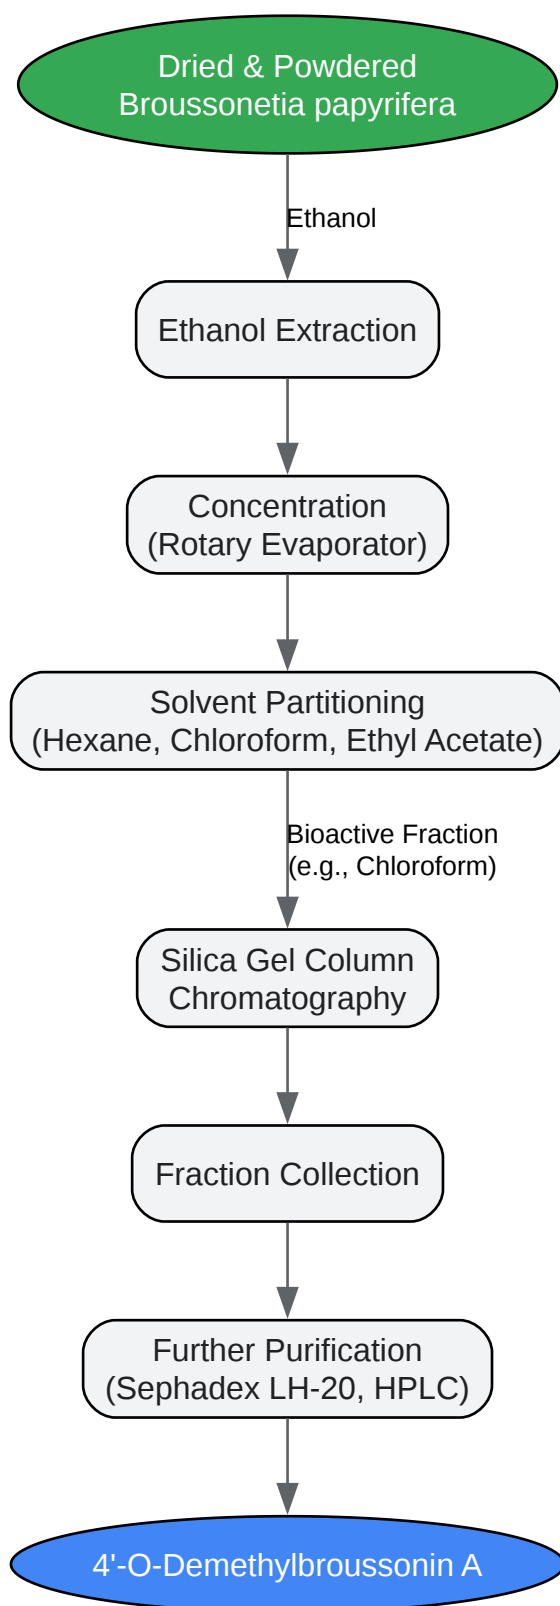 Dried & Powdered
Broussonetia papyrifera
Ethanol
Ethanol Extraction
Concentration
(Rotary Evaporator)
Solvent Partitioning
(Hexane, Chloroform, Ethyl Acetate)
Bioactive Fraction
(e.g., Chloroform)
Silica Gel Column
Chromatography
Fraction Collection
Further Purification
(Sephadex LH-20, HPLC)
4'-O-Demethylbroussonin A